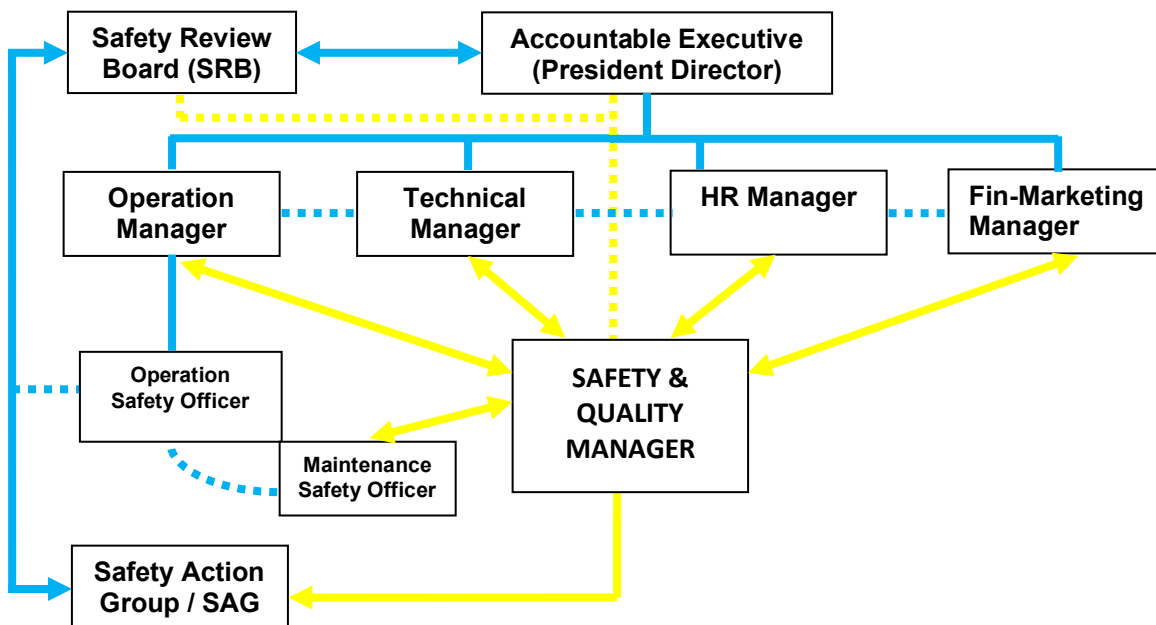 Safety Review
Board (SRB)
Accountable Executive
(President Director)
Operation
Manager
Technical
Manager
HR Manager
Fin-Marketing
Manager
Operation
Safety Officer
SAFETY &
QUALITY
MANAGER
Maintenance
Safety Officer
Safety Action
Group / SAG